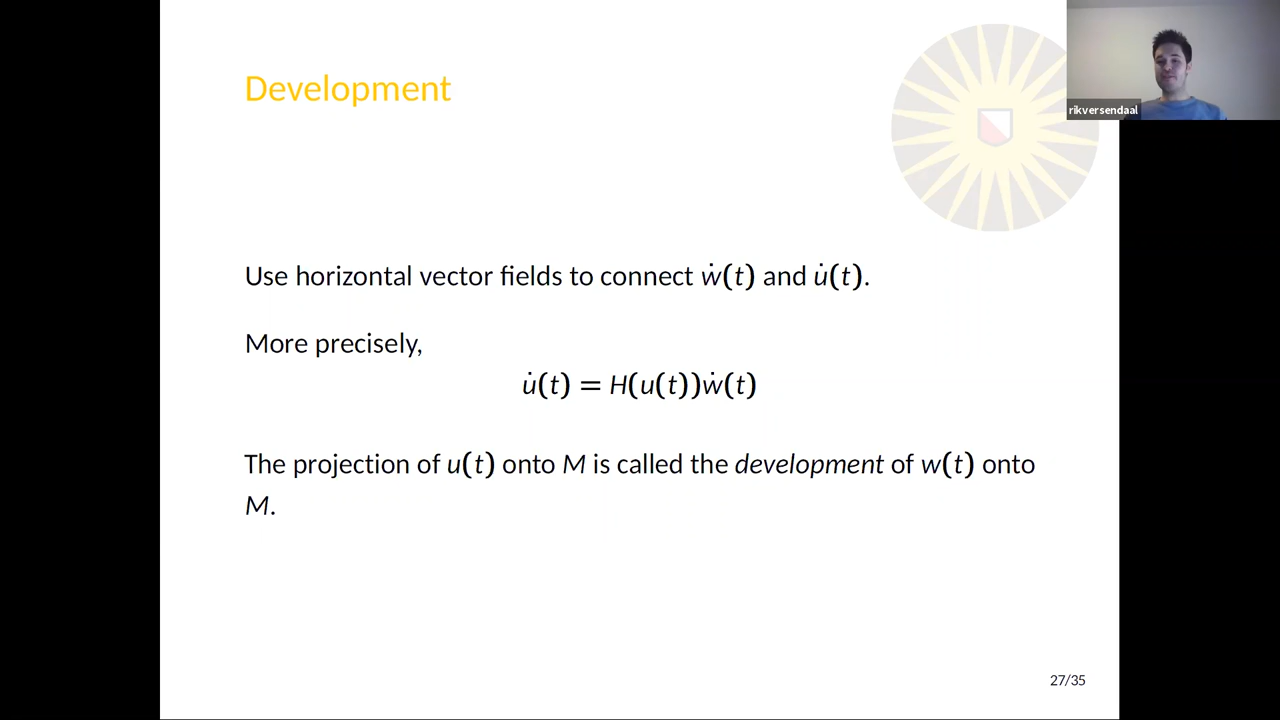 Development
rikversendaal
Use horizontal vector fields to connect ẇ(t) and u̇(t).
More precisely,
u̇(t) = H(u(t))ẇ(t)
The projection of u(t) onto M is called the development of w(t) onto
M.
27/35